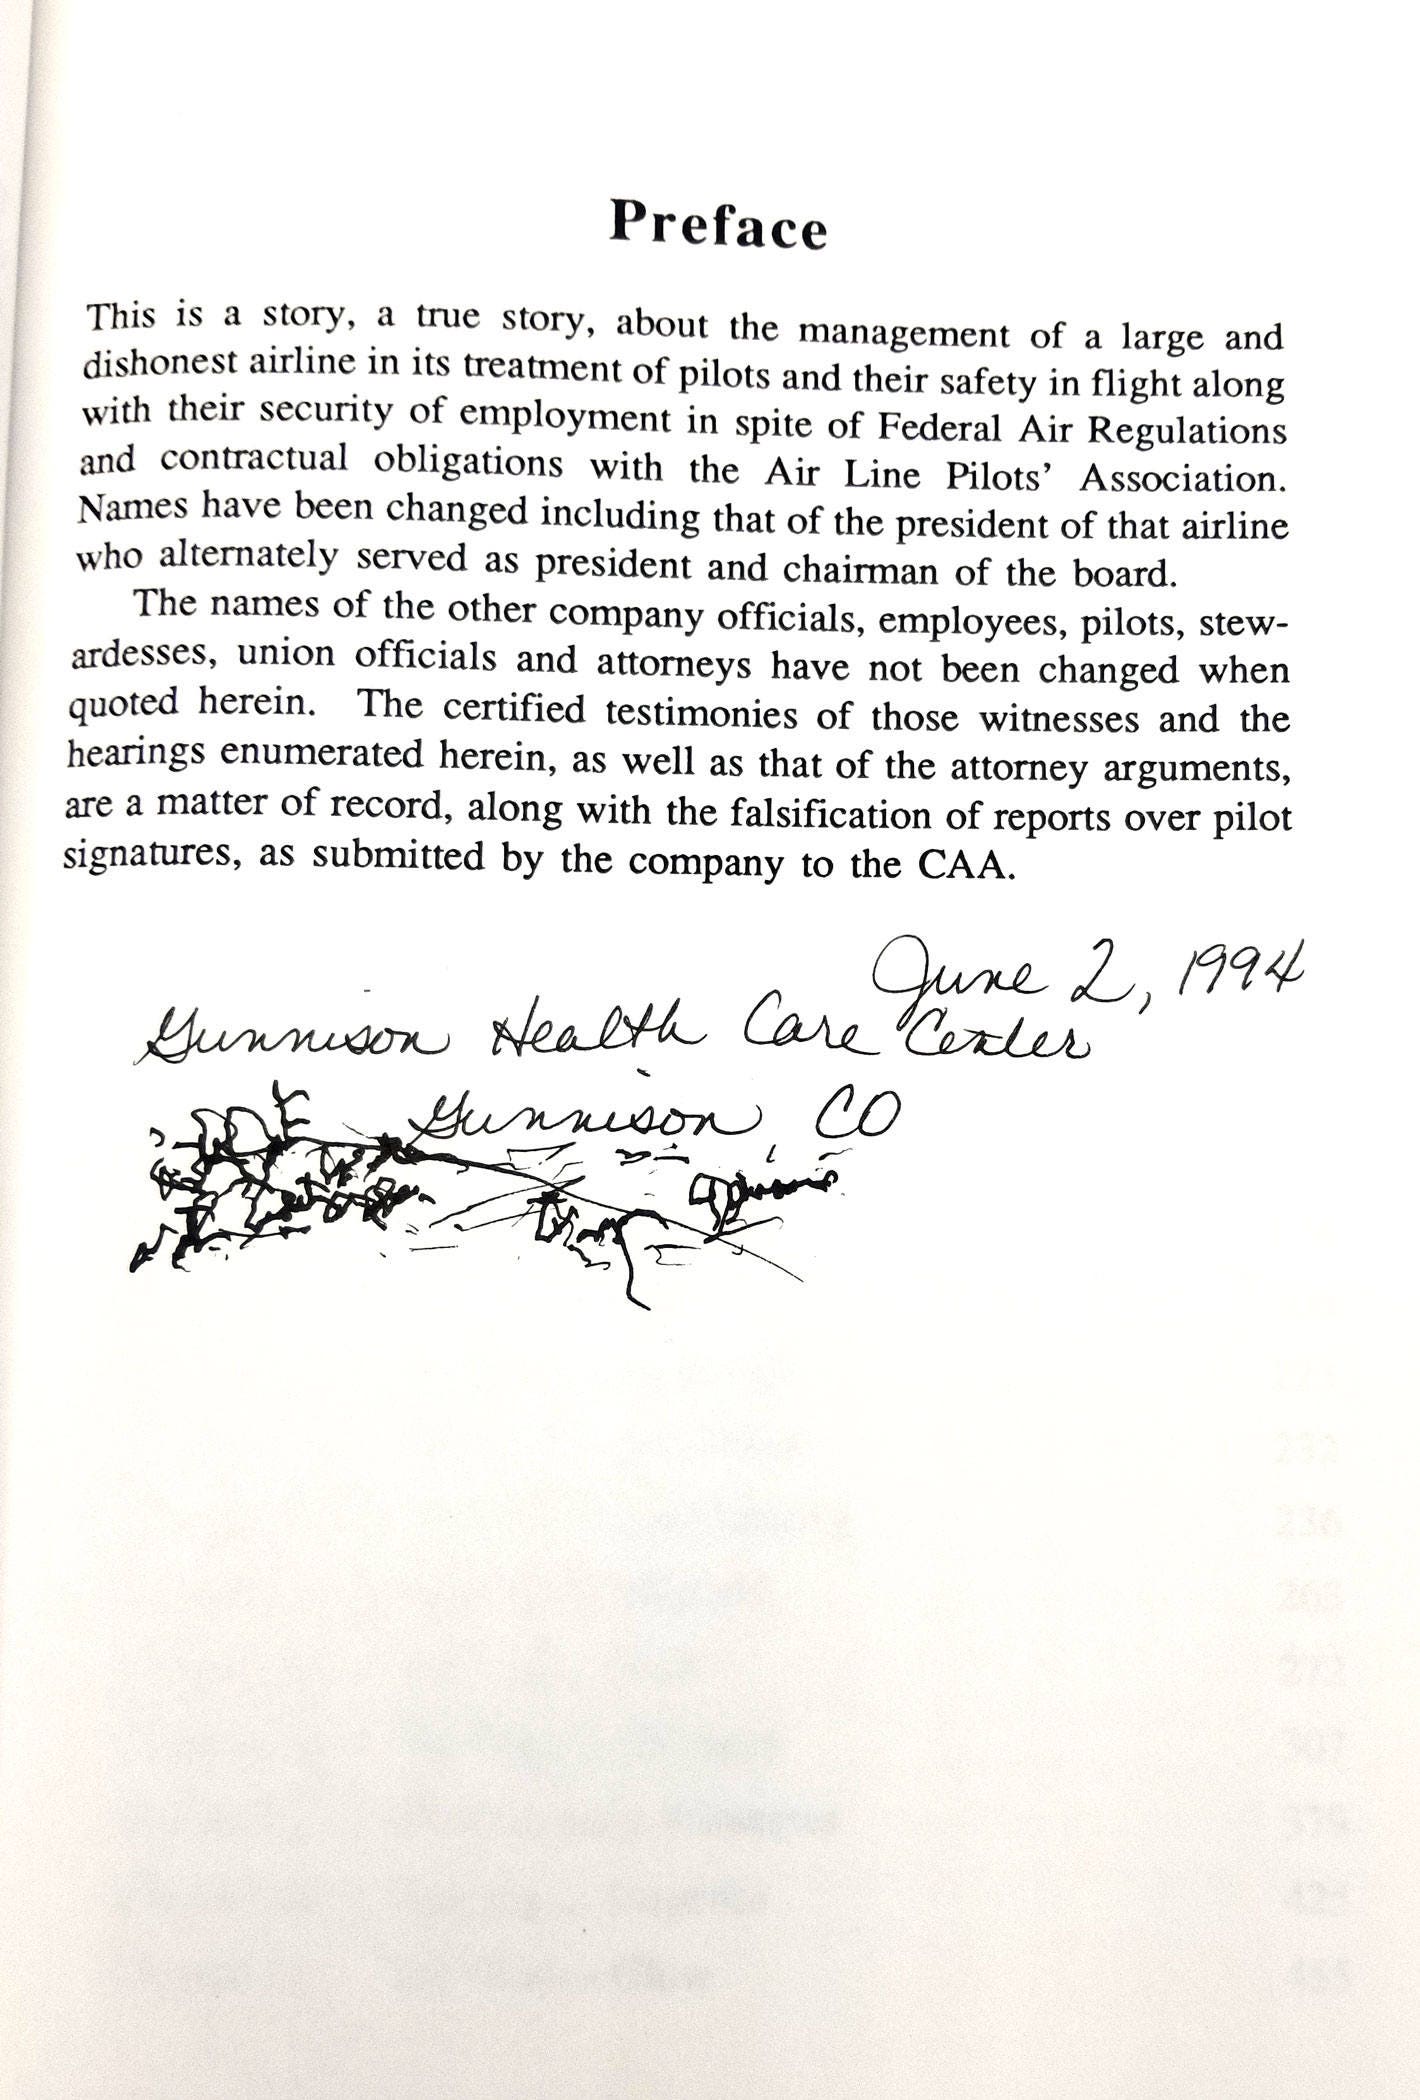 Preface
This is a story, a true story, about the management of a large and
dishonest airline in its treatment of pilots and their safety in flight along
with their security of employment in spite of Federal Air Regulations
and contractual obligations with the Air Line Pilots' Association.
Names have been changed including that of the president of that airline
who alternately served as president and chairman of the board.
The names of the other company officials, employees, pilots, stew-
ardesses, union officials and attorneys have not been changed when
quoted herein. The certified testimonies of those witnesses and the
hearings enumerated herein, as well as that of the attorney arguments,
are a matter of record, along with the falsification of reports over pilot
signatures, as submitted by the company to the CAA.
June 2, 1994
Gunnison Health Care Center
Gunnison, CO